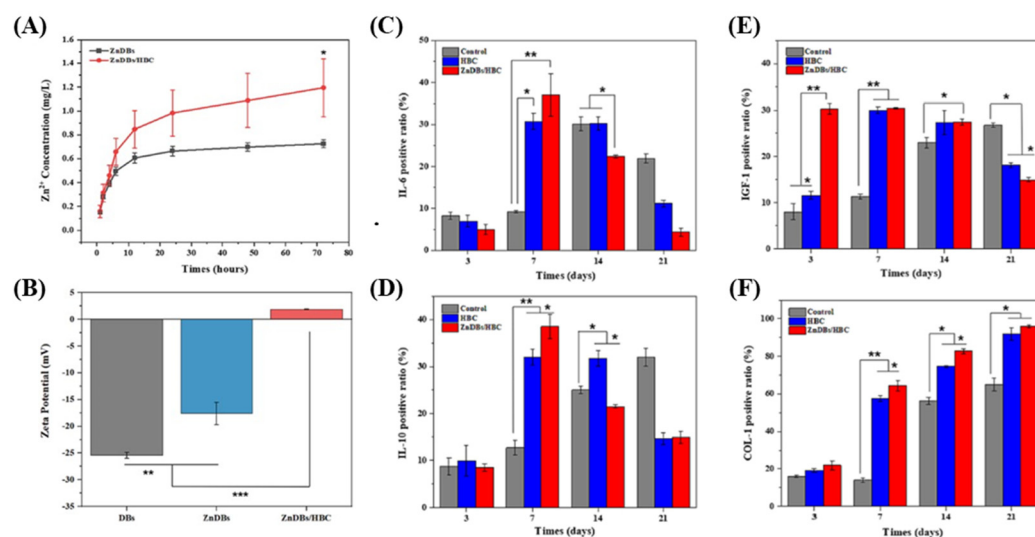 (A)
ZnDBs
ZnDBs/HBC
*
Zn2+ Concentration (mg/L)
1.6
1.4
1.2
1.0
0.8
0.6
0.4
0.2
0.0
0 10 20 30 40 50 60 70 80
Times (hours)
(B)
Zeta Potential (mV)
5
0
-5
-10
-15
-20
-25
-30
-35
**
***
DBs ZnDBs ZnDBs/HBC
(C)
Control
HBC
ZnDBs/HBC
IL-6 positive ratio (%)
50
40
30
20
10
0
**
*
*
3 7 14 21
Times (days)
(D)
Control
HBC
ZnDBs/HBC
IL-10 positive ratio (%)
40
30
20
10
0
** *
* *
3 7 14 21
Times (days)
(E)
Control
HBC
ZnDBs/HBC
IGF-1 positive ratio (%)
40
30
20
10
0
**
*
**
*
*
*
3 7 14 21
Times (days)
(F)
Control
HBC
ZnDBs/HBC
COL-1 positive ratio (%)
100
80
60
40
20
0
** *
* *
*
3 7 14 21
Times (days)